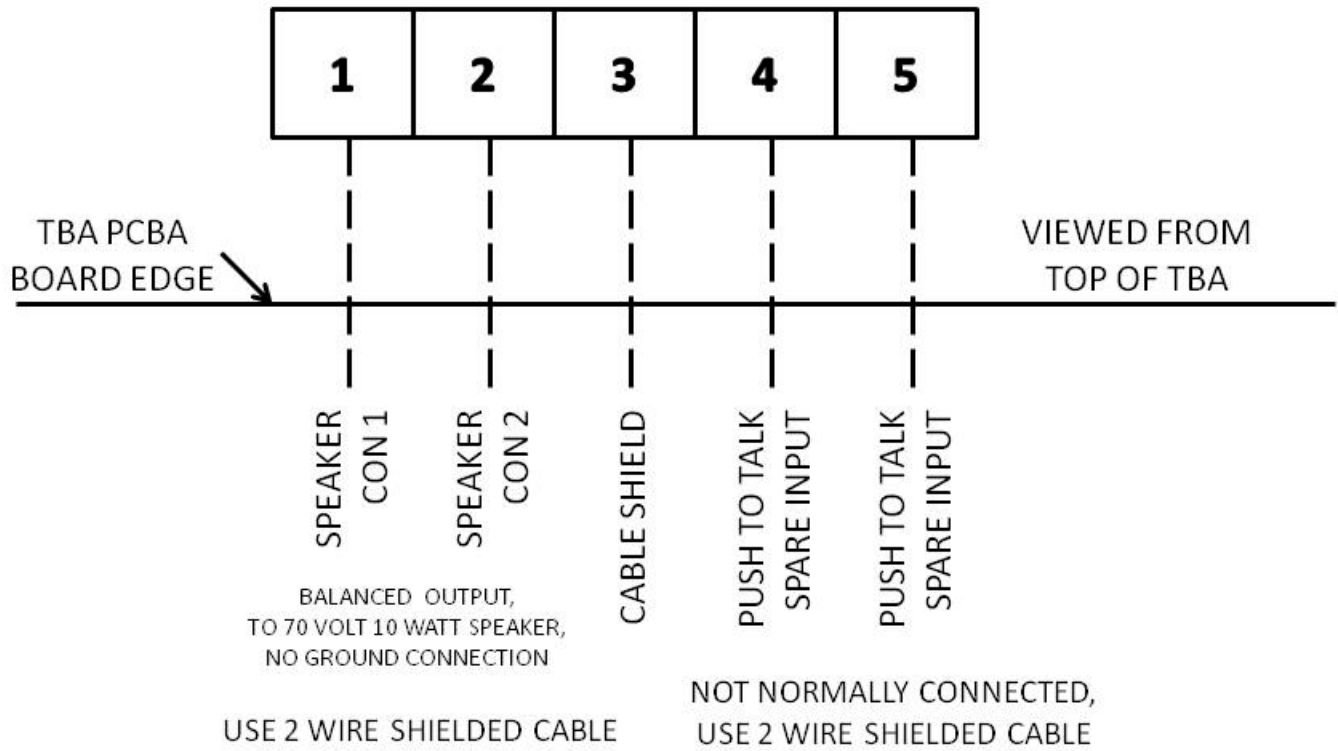 1 2 3 4 5
TBA PCBA
BOARD EDGE
VIEWED FROM
TOP OF TBA
SPEAKER
CON 1
SPEAKER
CON 2
CABLE SHIELD
PUSH TO TALK
SPARE INPUT
PUSH TO TALK
SPARE INPUT
BALANCED OUTPUT,
TO 70 VOLT 10 WATT SPEAKER,
NO GROUND CONNECTION
USE 2 WIRE SHIELDED CABLE
NOT NORMALLY CONNECTED,
USE 2 WIRE SHIELDED CABLE